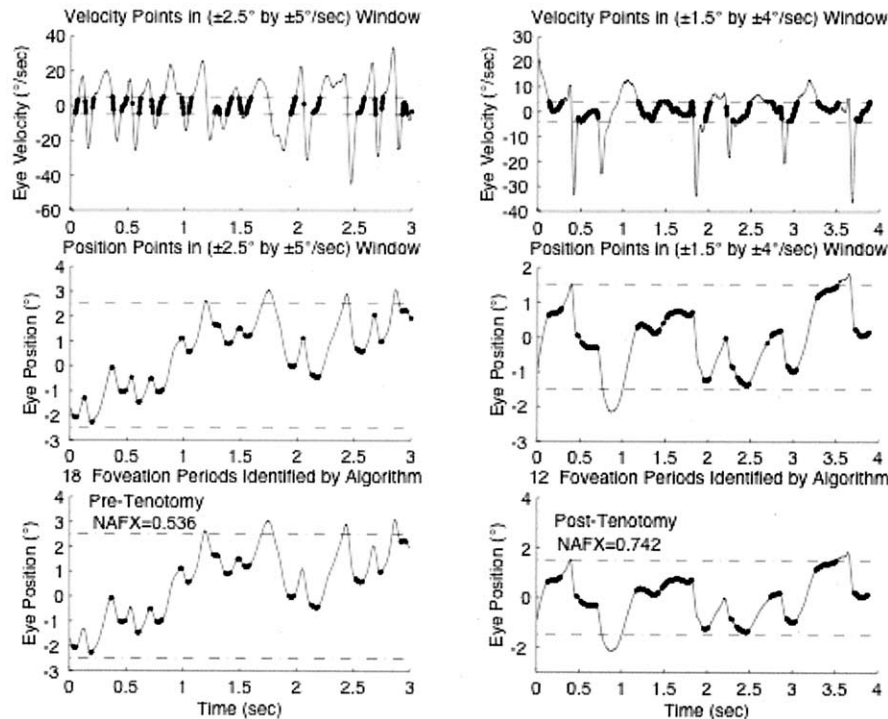 Velocity Points in (±2.5° by ±5°/sec) Window
Eye Velocity (°/sec)
40
20
0
-20
-40
-60
0 0.5 1 1.5 2 2.5 3
Position Points in (±2.5° by ±5°/sec) Window
Eye Position (°)
4
3
2
1
0
-1
-2
-3
0 0.5 1 1.5 2 2.5 3
18 Foveation Periods Identified by Algorithm
Pre-Tenotomy
NAFX=0.536
Eye Position (°)
4
3
2
1
0
-1
-2
-3
0 0.5 1 1.5 2 2.5 3
Time (sec)
Velocity Points in (±1.5° by ±4°/sec) Window
Eye Velocity (°/sec)
30
20
10
0
-10
-20
-30
-40
0 0.5 1 1.5 2 2.5 3 3.5 4
Position Points in (±1.5° by ±4°/sec) Window
Eye Position (°)
2
1
0
-1
-2
-3
0 0.5 1 1.5 2 2.5 3 3.5 4
12 Foveation Periods Identified by Algorithm
Post-Tenotomy
NAFX=0.742
Eye Position (°)
4
2
0
-2
0 0.5 1 1.5 2 2.5 3 3.5 4
Time (sec)